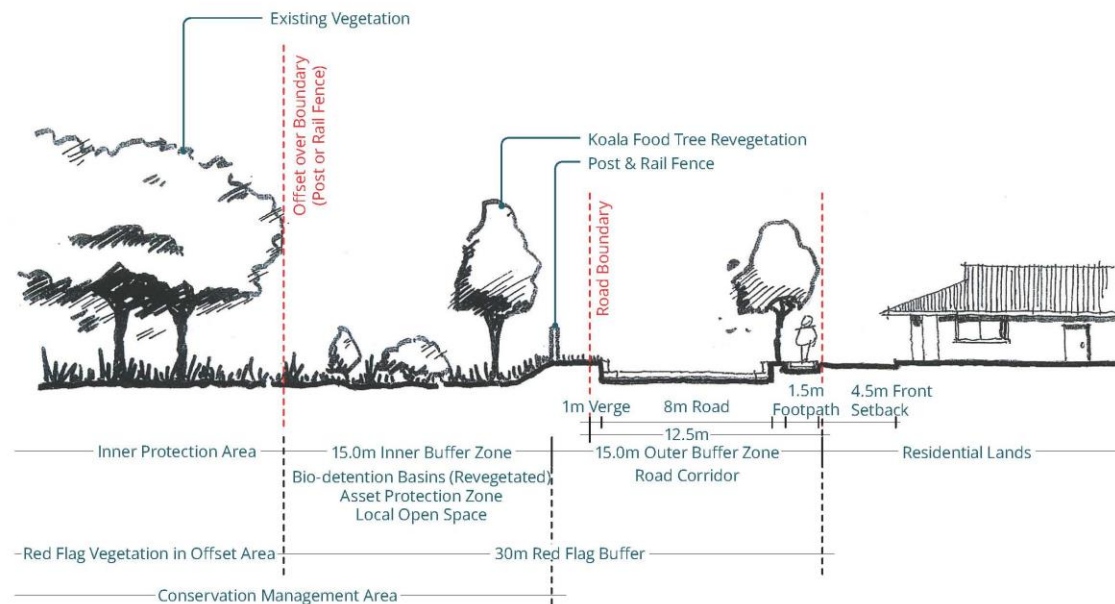 Existing Vegetation
Offset over Boundary
(Post or Rail Fence)
Koala Food Tree Revegetation
Post & Rail Fence
Road Boundary
1m Verge
8m Road
1.5m
Footpath
4.5m Front
Setback
12.5m
Inner Protection Area
15.0m Inner Buffer Zone
15.0m Outer Buffer Zone
Residential Lands
Bio-detention Basins (Revegetated)
Asset Protection Zone
Local Open Space
Road Corridor
Red Flag Vegetation in Offset Area
30m Red Flag Buffer
Conservation Management Area